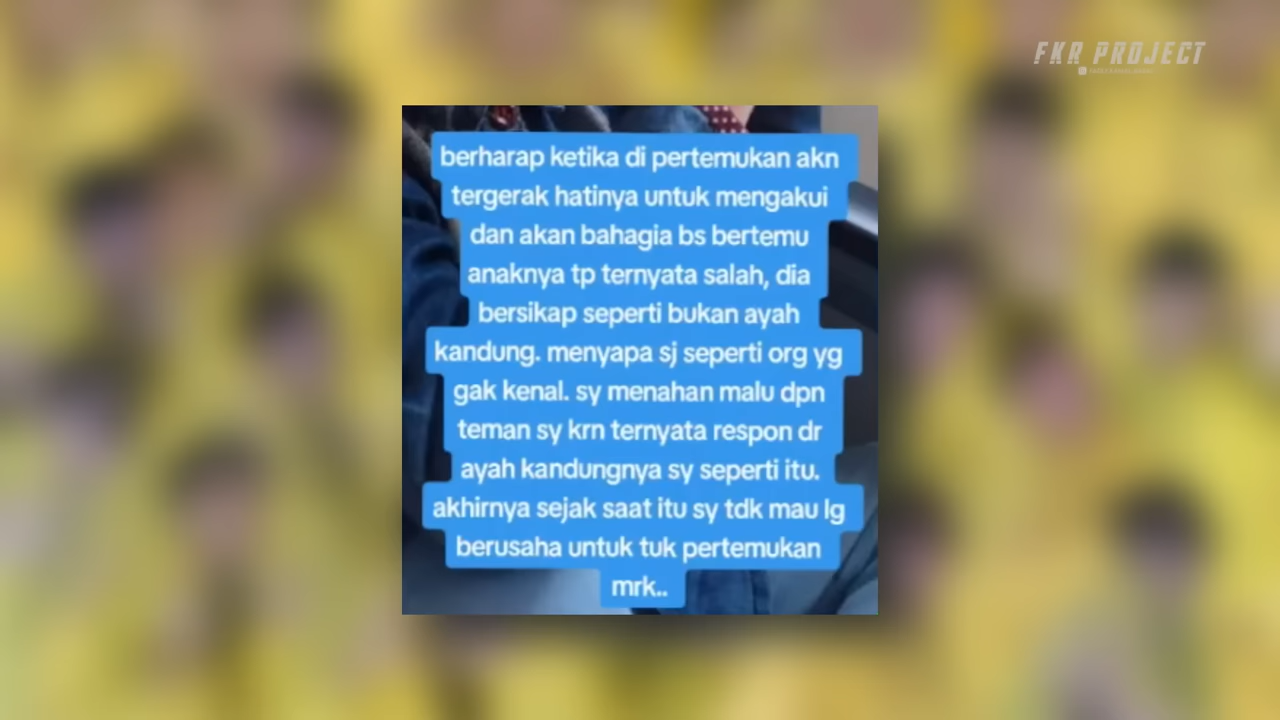 FKR PROJECT
berharap ketika di pertemukan akn
tergerak hatinya untuk mengakui
dan akan bahagia bs bertemu
anaknya tp ternyata salah, dia
bersikap seperti bukan ayah
kandung. menyapa sj seperti org yg
gak kenal. sy menahan malu dpn
teman sy krn ternyata respon dr
ayah kandungnya sy seperti itu.
akhirnya sejak saat itu sy tdk mau lg
berusaha untuk tuk pertemukan
mrk..